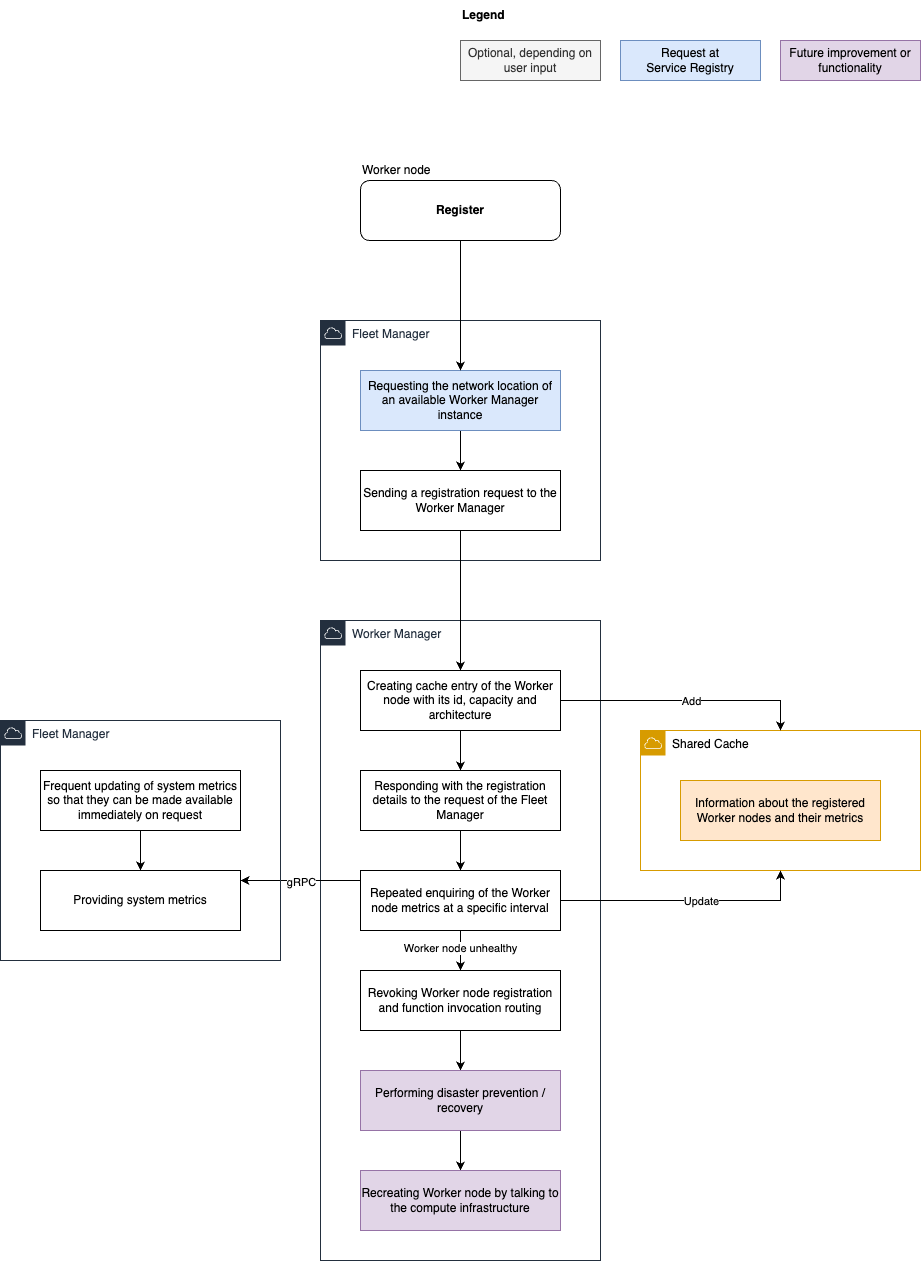 Legend
Optional, depending on
user input
Request at
Service Registry
Future improvement or
functionality
Worker node
Register
Fleet Manager
Requesting the network location of
an available Worker Manager
instance
Sending a registration request to the
Worker Manager
Worker Manager
Creating cache entry of the Worker
node with its id, capacity and
architecture
Add
Shared Cache
Information about the registered
Worker nodes and their metrics
Fleet Manager
Frequent updating of system metrics
so that they can be made available
immediately on request
Responding with the registration
details to the request of the Fleet
Manager
Providing system metrics
gRPC
Repeated enquiring of the Worker
node metrics at a specific interval
Update
Worker node unhealthy
Revoking Worker node registration
and function invocation routing
Performing disaster prevention /
recovery
Recreating Worker node by talking to
the compute infrastructure